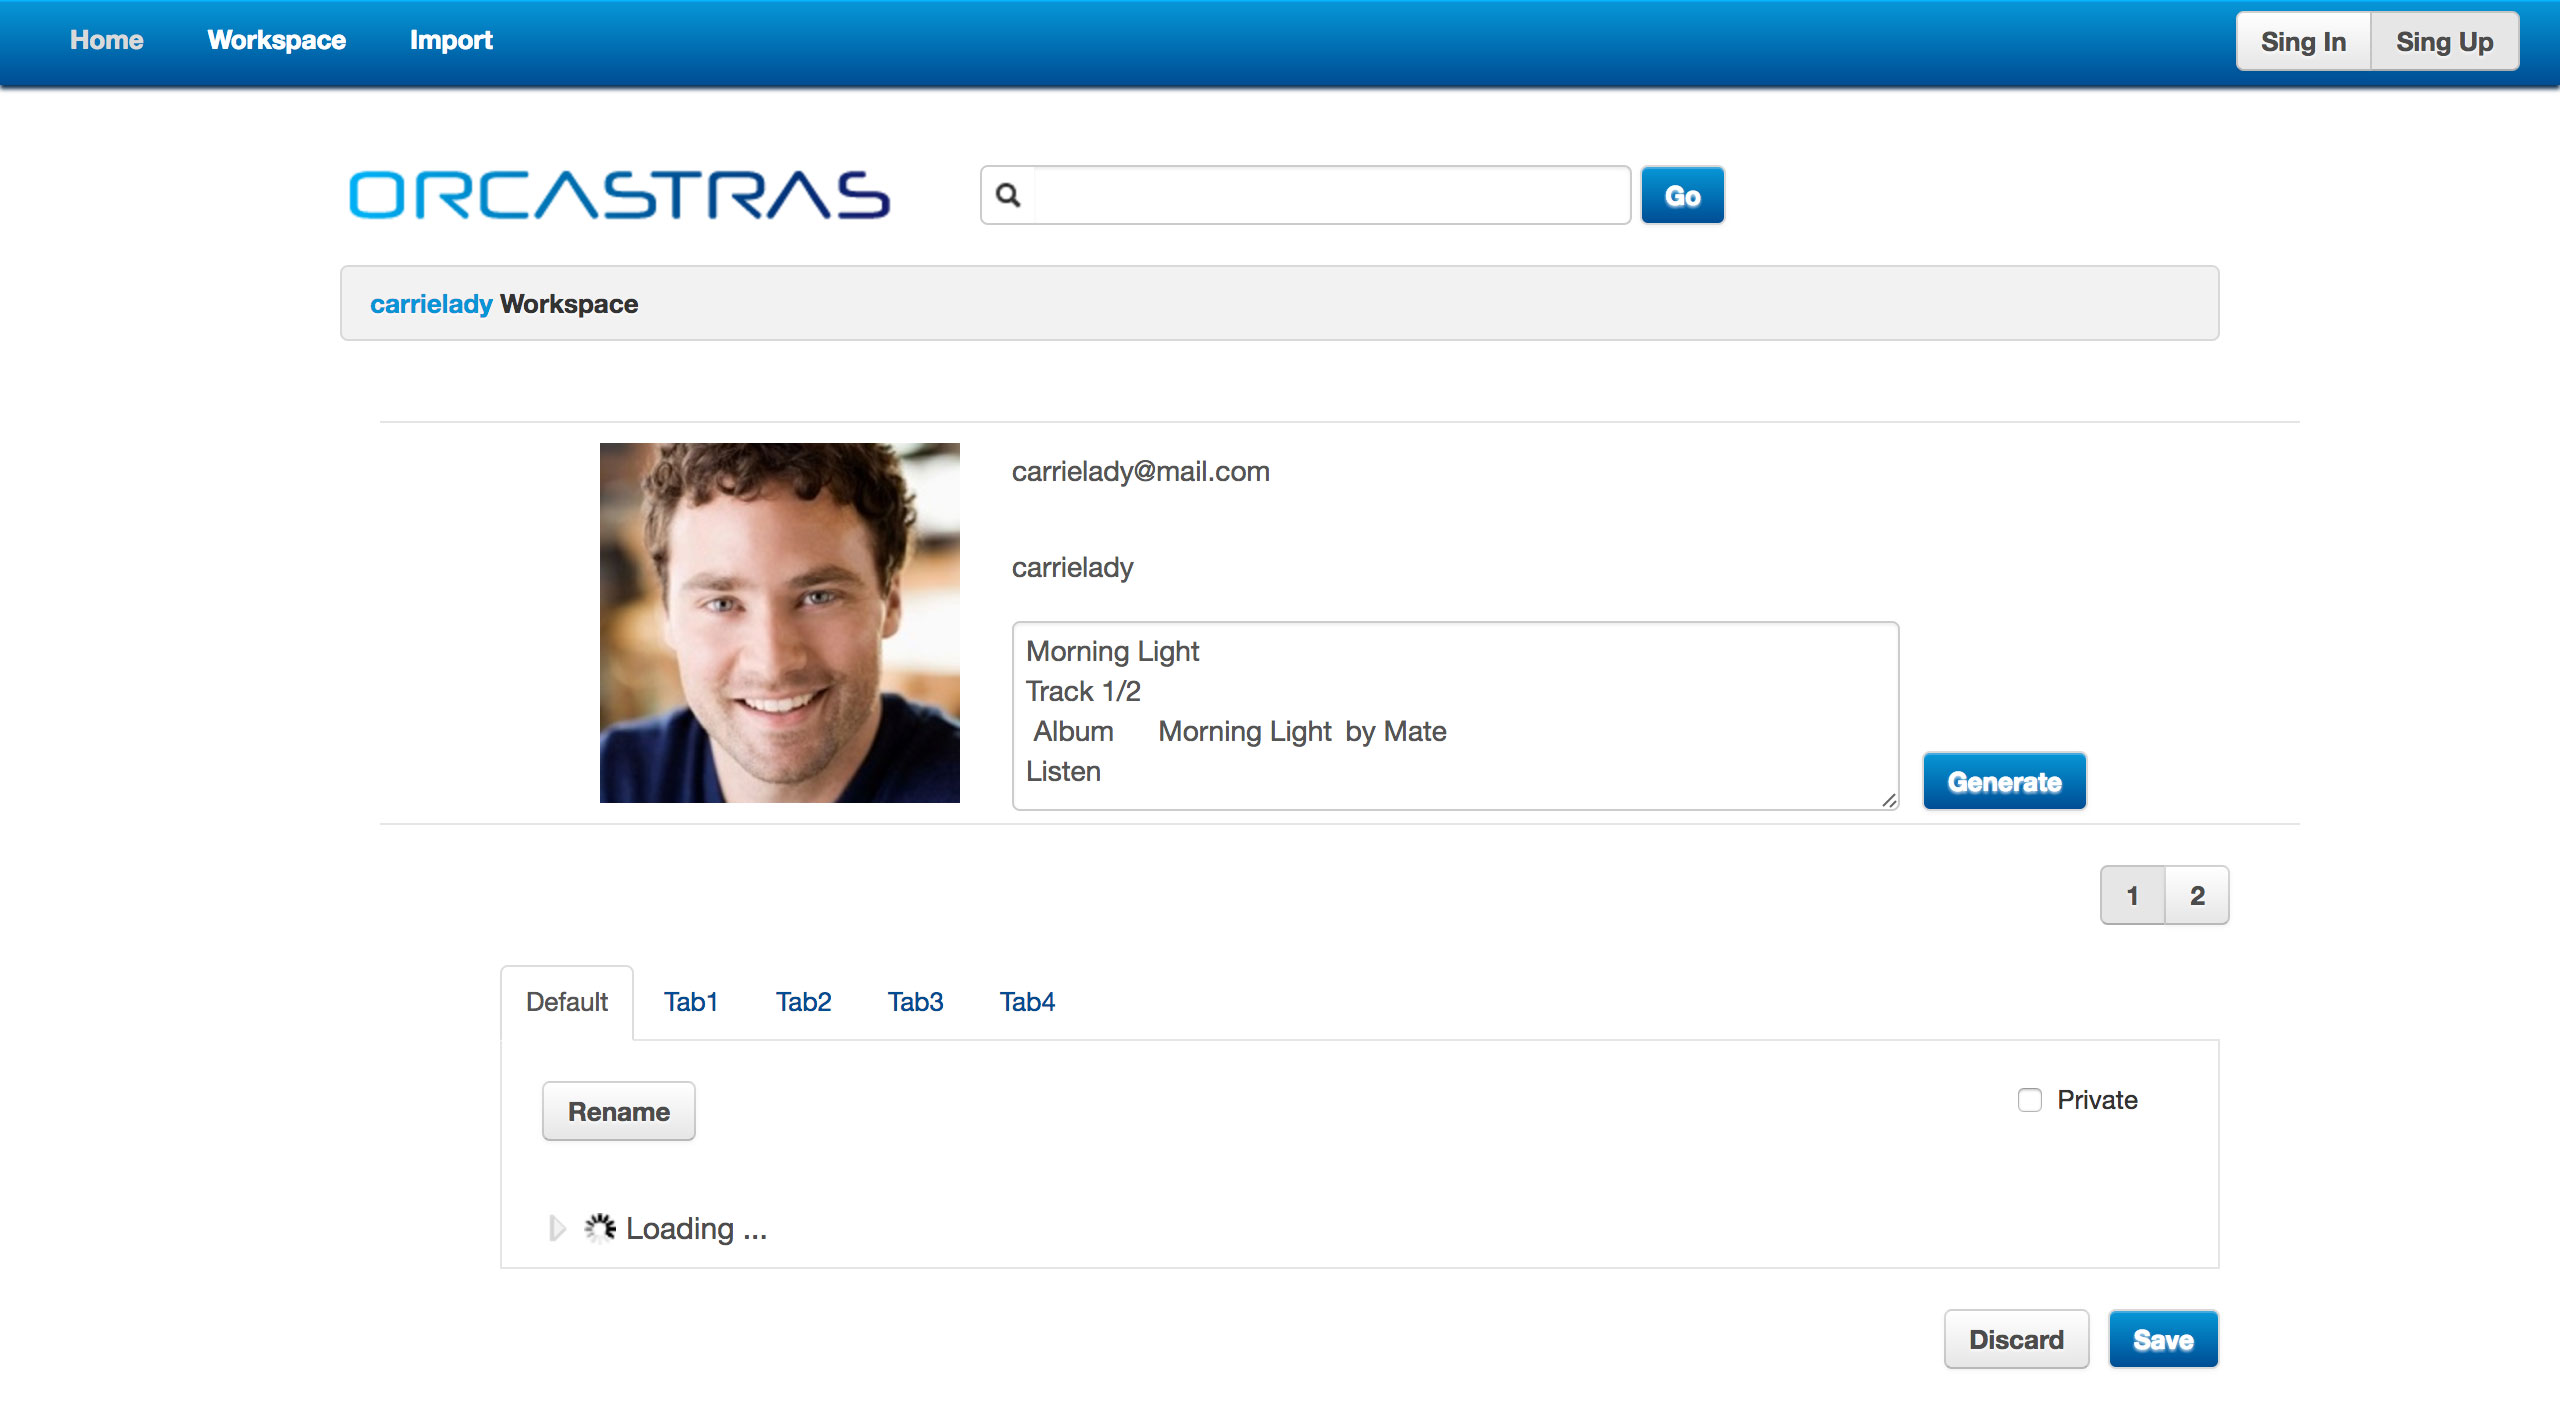 Home Workspace Import Sing In Sing Up
ORCASTRAS Go
carrielady Workspace
carrielady@mail.com
carrielady
Morning Light
Track 1/2
Album Morning Light by Mate
Listen
Generate
1 2
Default Tab1 Tab2 Tab3 Tab4
Rename Private
Loading ...
Discard Save